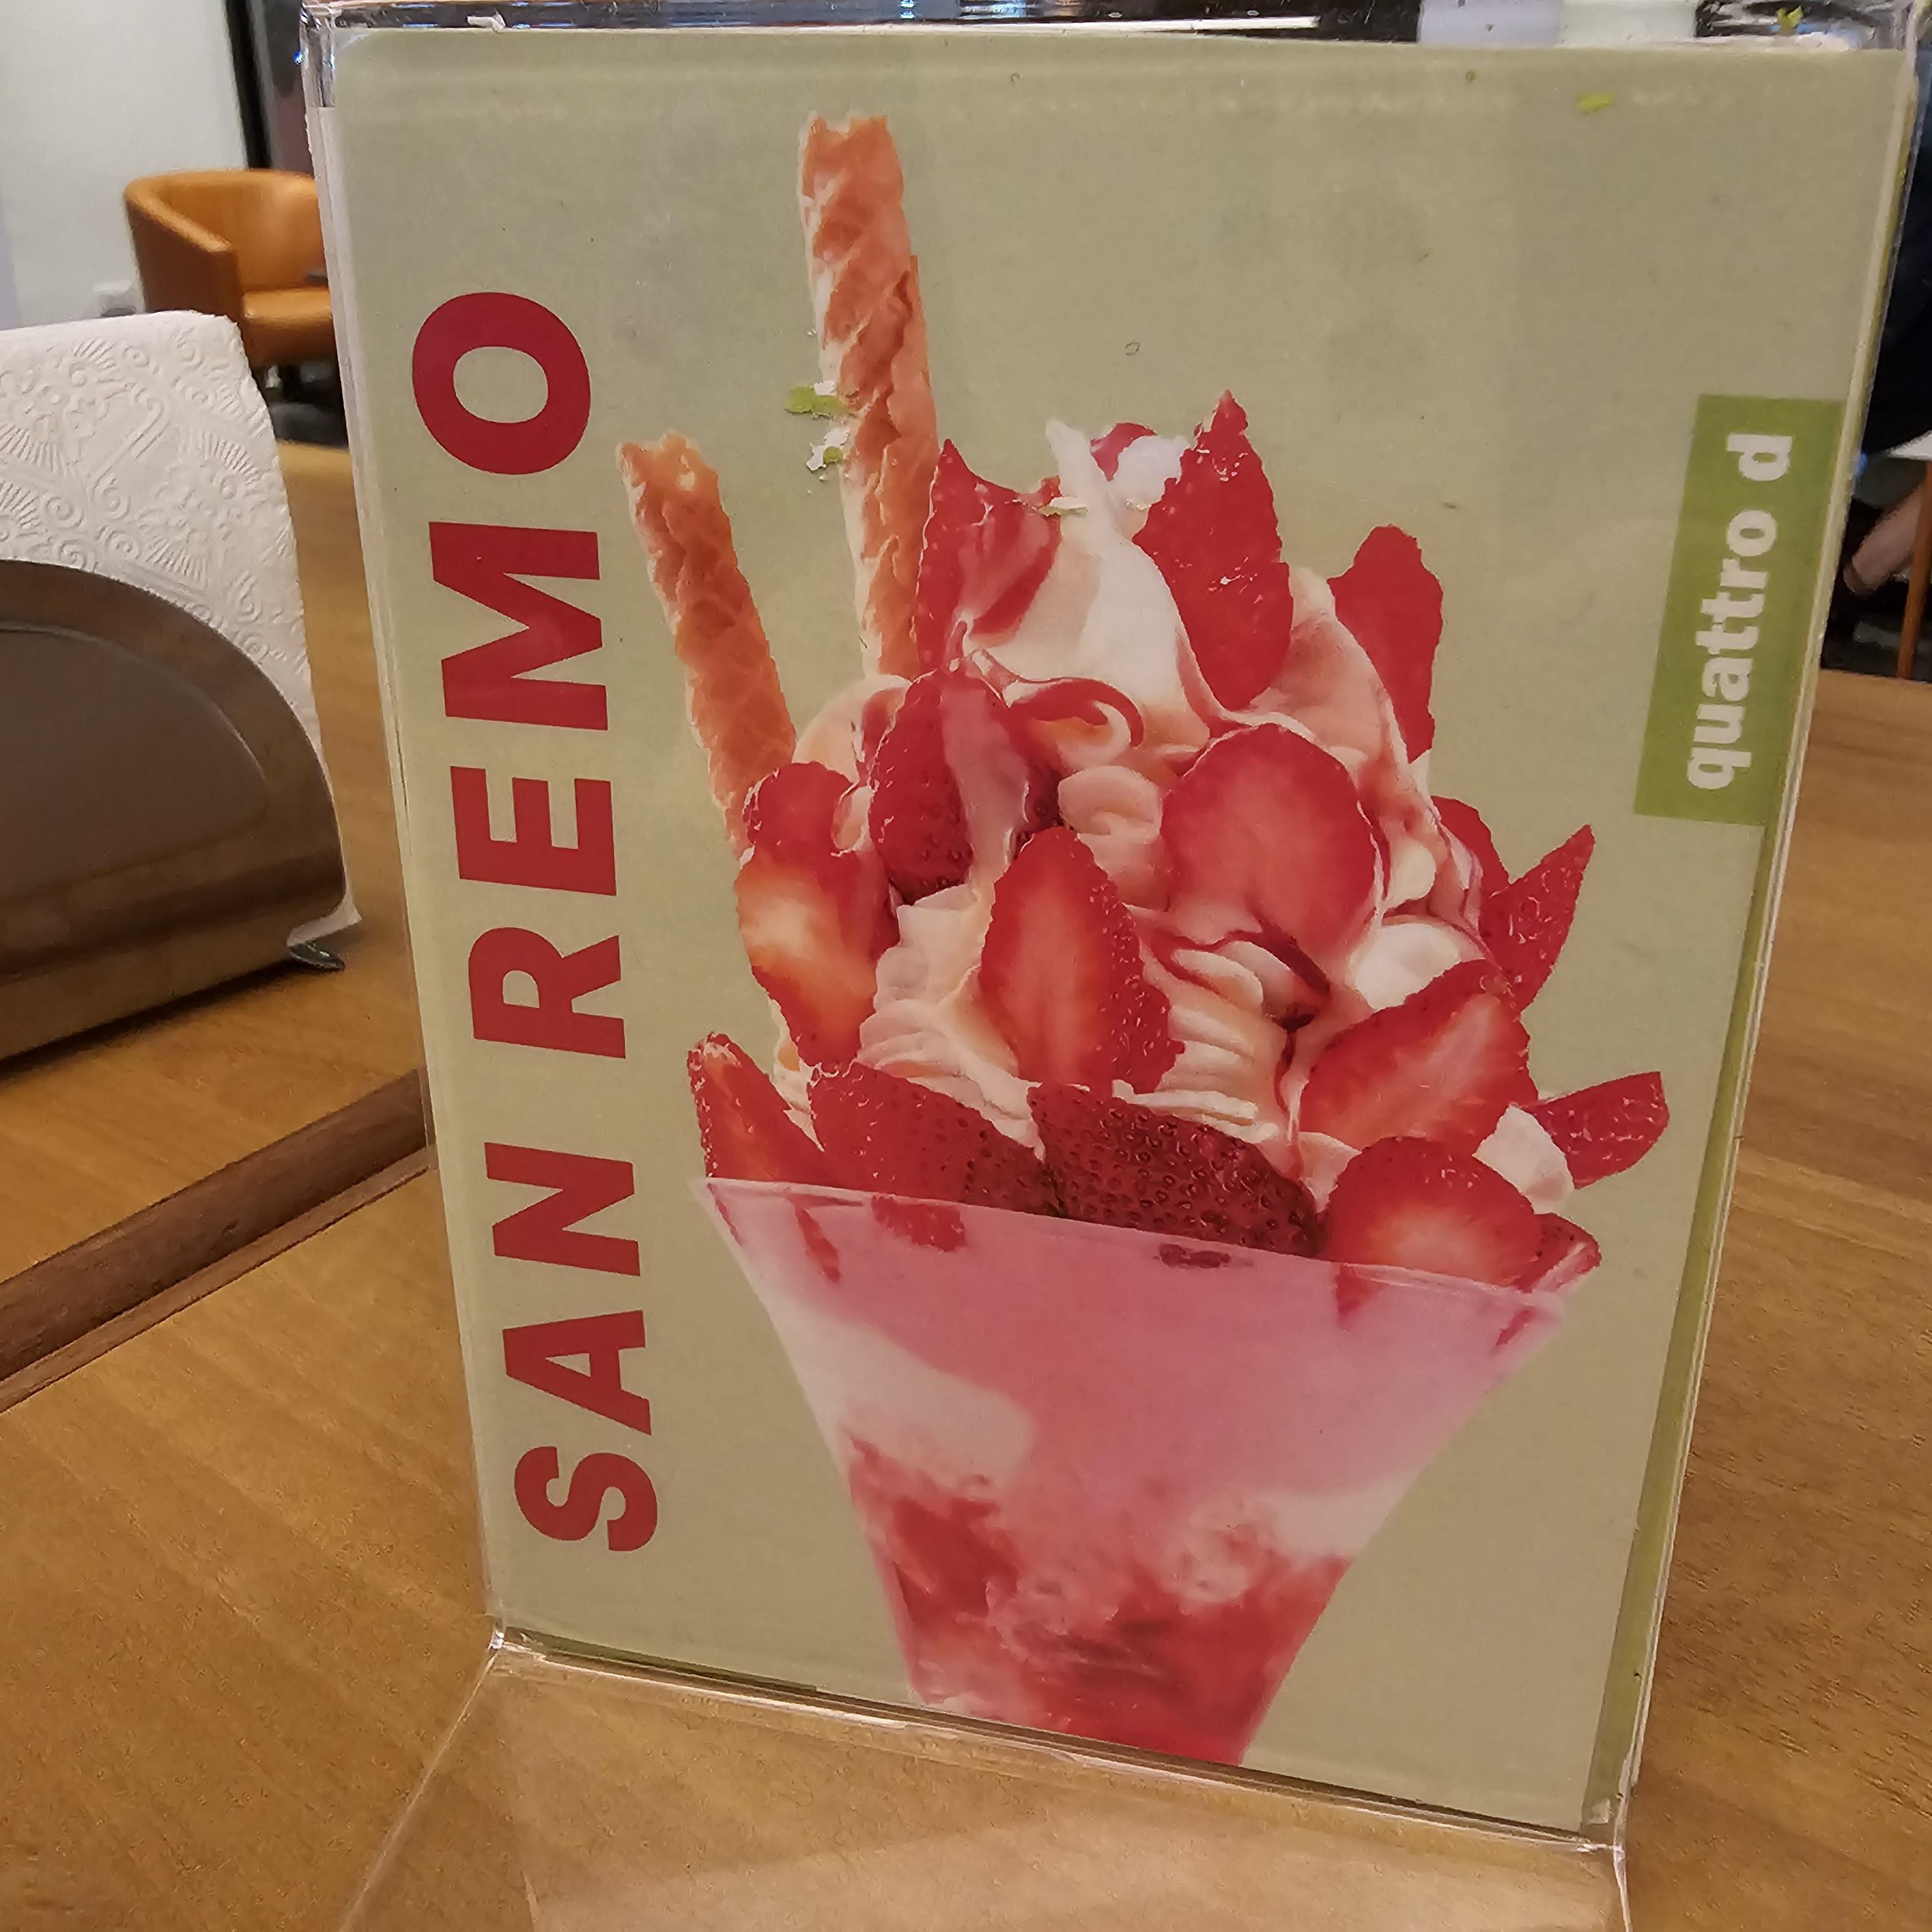 SAN REMO
quattro d